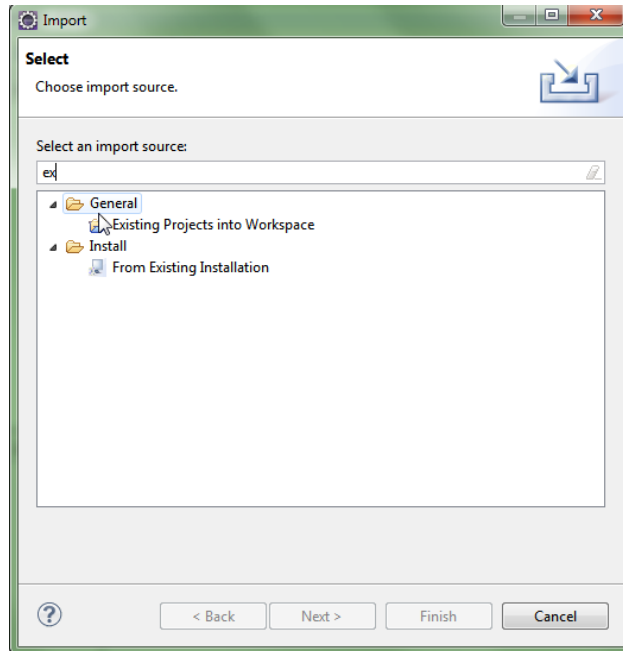 Import
Select
Choose import source.
Select an import source:
ex
General
Existing Projects into Workspace
Install
From Existing Installation
?
< Back
Next >
Finish
Cancel